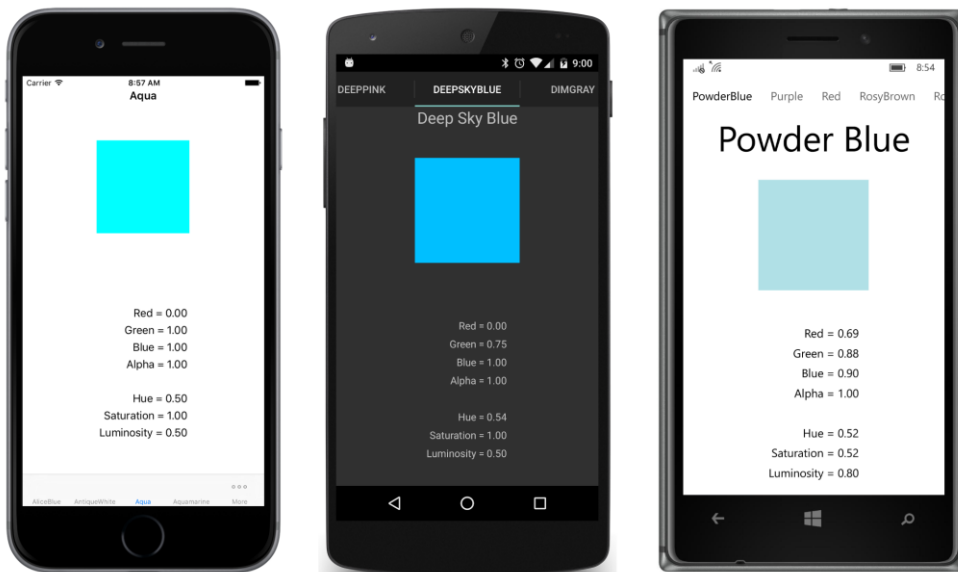 Carrier 8:57 AM
Aqua
Red = 0.00
Green = 1.00
Blue = 1.00
Alpha = 1.00
Hue = 0.50
Saturation = 1.00
Luminosity = 0.50
AliceBlue AntiqueWhite Aqua Aquamarine More
9:00
DEEPPINK DEEPSKYBLUE DIMGRAY
Deep Sky Blue
Red = 0.00
Green = 0.75
Blue = 1.00
Alpha = 1.00
Hue = 0.54
Saturation = 1.00
Luminosity = 0.50
8:54
PowderBlue Purple Red RosyBrown Ro
Powder Blue
Red = 0.69
Green = 0.88
Blue = 0.90
Alpha = 1.00
Hue = 0.52
Saturation = 0.52
Luminosity = 0.80